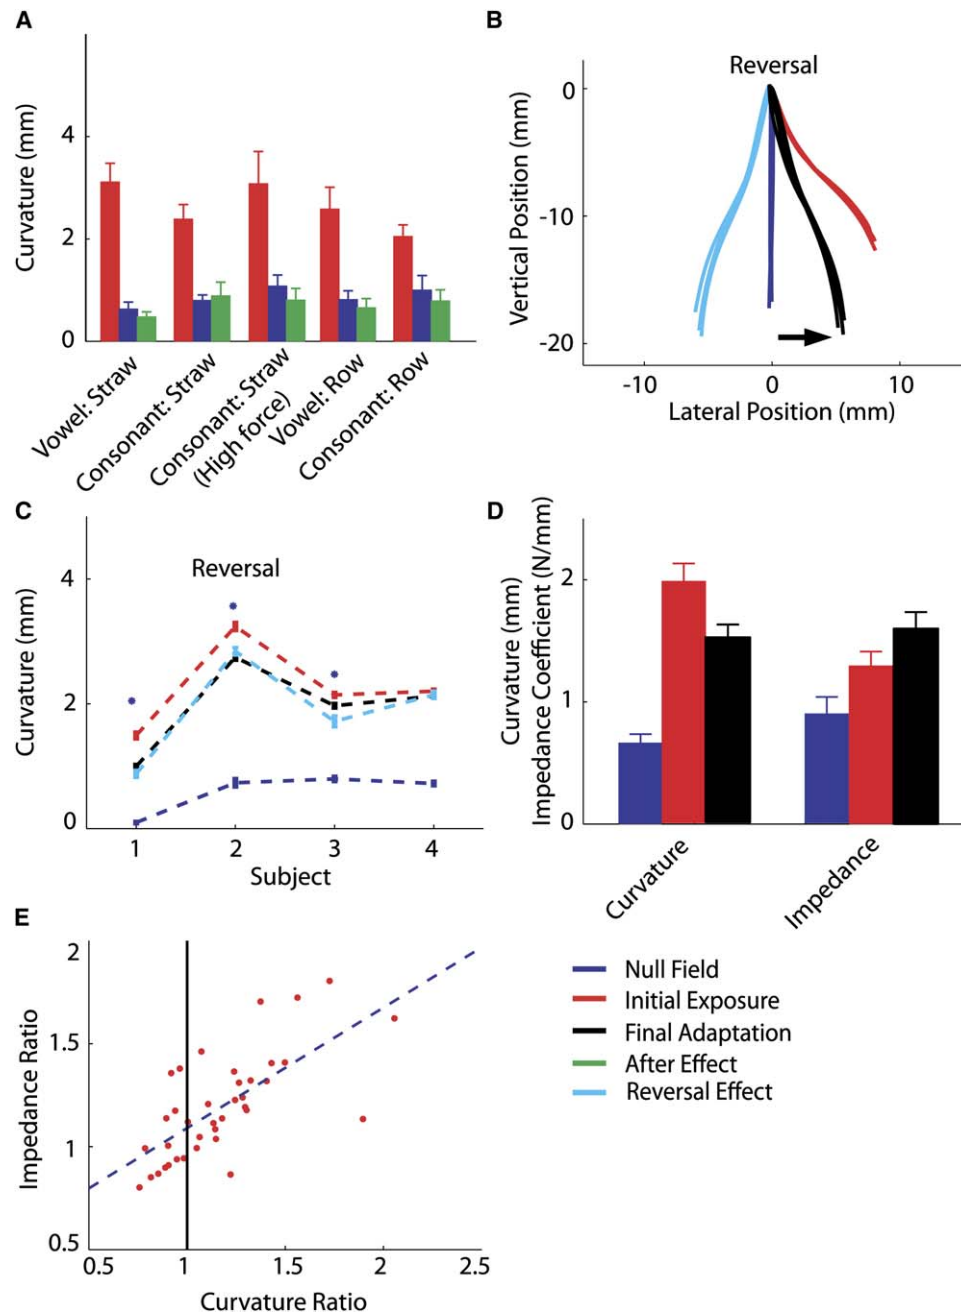 A
Curvature (mm)
4
2
0
Vowel: Straw
Consonant: Straw
Consonant: Straw
(High force)
Vowel: Row
Consonant: Row
B
Reversal
Vertical Position (mm)
0
-10
-20
-10 0 10
Lateral Position (mm)
C
Reversal
Curvature (mm)
4
2
0
1 2 3 4
Subject
D
Curvature (mm)
Impedance Coefficient (N/mm)
2
1
0
Curvature
Impedance
E
Impedance Ratio
2
1.5
1
0.5
0.5 1 1.5 2 2.5
Curvature Ratio
Null Field
Initial Exposure
Final Adaptation
After Effect
Reversal Effect